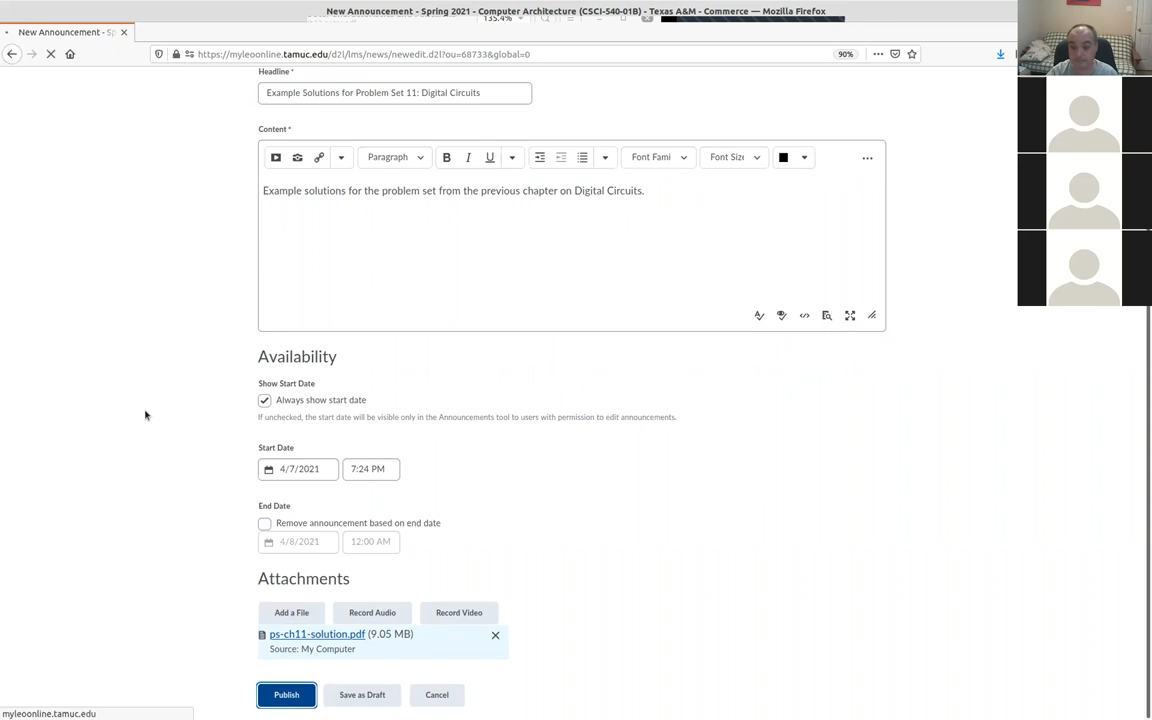 New Announcement - Spring 2021 - Computer Architecture (CSCI-540-01B) - Texas A&M - Commerce — Mozilla Firefox
135.4%
New Announcement - Sp
https://myleoonline.tamuc.edu/d2l/lms/news/newedit.d2l?ou=68733&global=0
90%
Headline *
Example Solutions for Problem Set 11: Digital Circuits
Content *
Paragraph B I U Font Fami Font Size
Example solutions for the problem set from the previous chapter on Digital Circuits.
Availability
Show Start Date
Always show start date
If unchecked, the start date will be visible only in the Announcements tool to users with permission to edit announcements.
Start Date
4/7/2021 7:24 PM
End Date
Remove announcement based on end date
4/8/2021 12:00 AM
Attachments
Add a File Record Audio Record Video
ps-ch11-solution.pdf (9.05 MB)
Source: My Computer
Publish Save as Draft Cancel
myleoonline.tamuc.edu